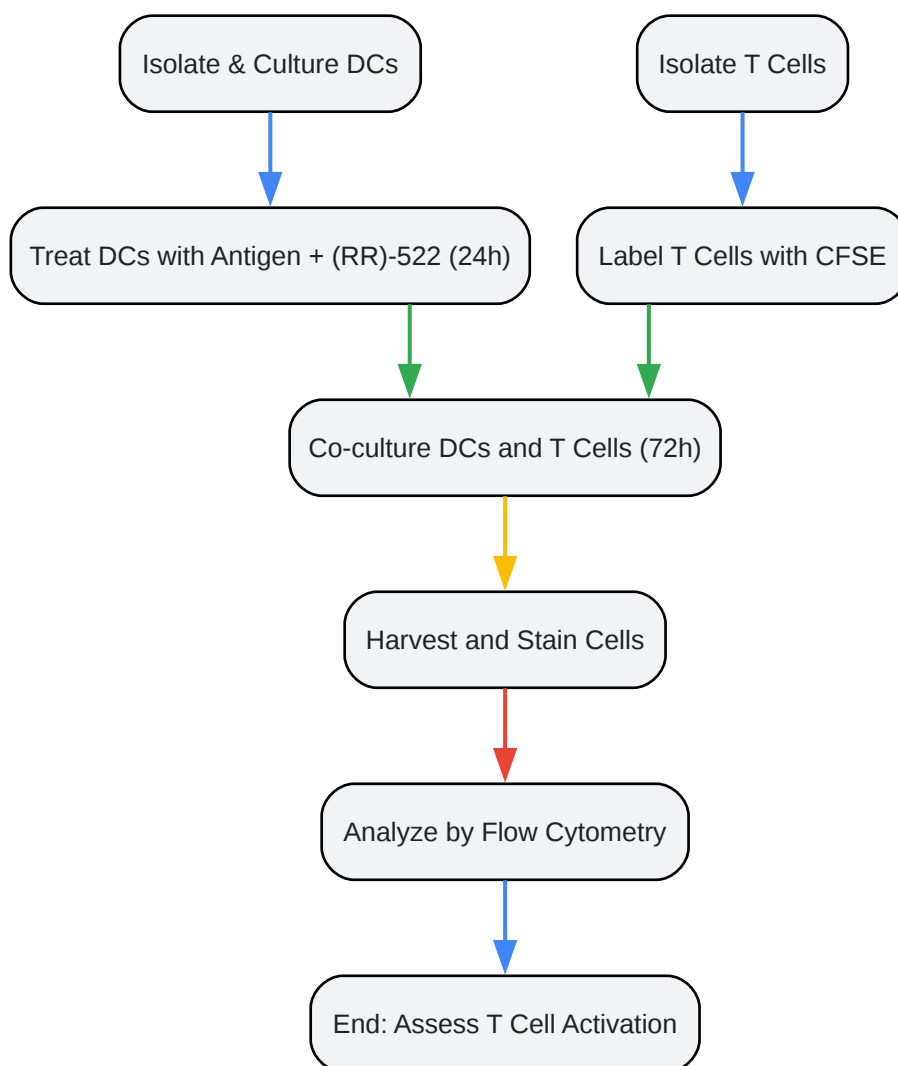 Isolate & Culture DCs
Isolate T Cells
Treat DCs with Antigen + (RR)-522 (24h)
Label T Cells with CFSE
Co-culture DCs and T Cells (72h)
Harvest and Stain Cells
Analyze by Flow Cytometry
End: Assess T Cell Activation